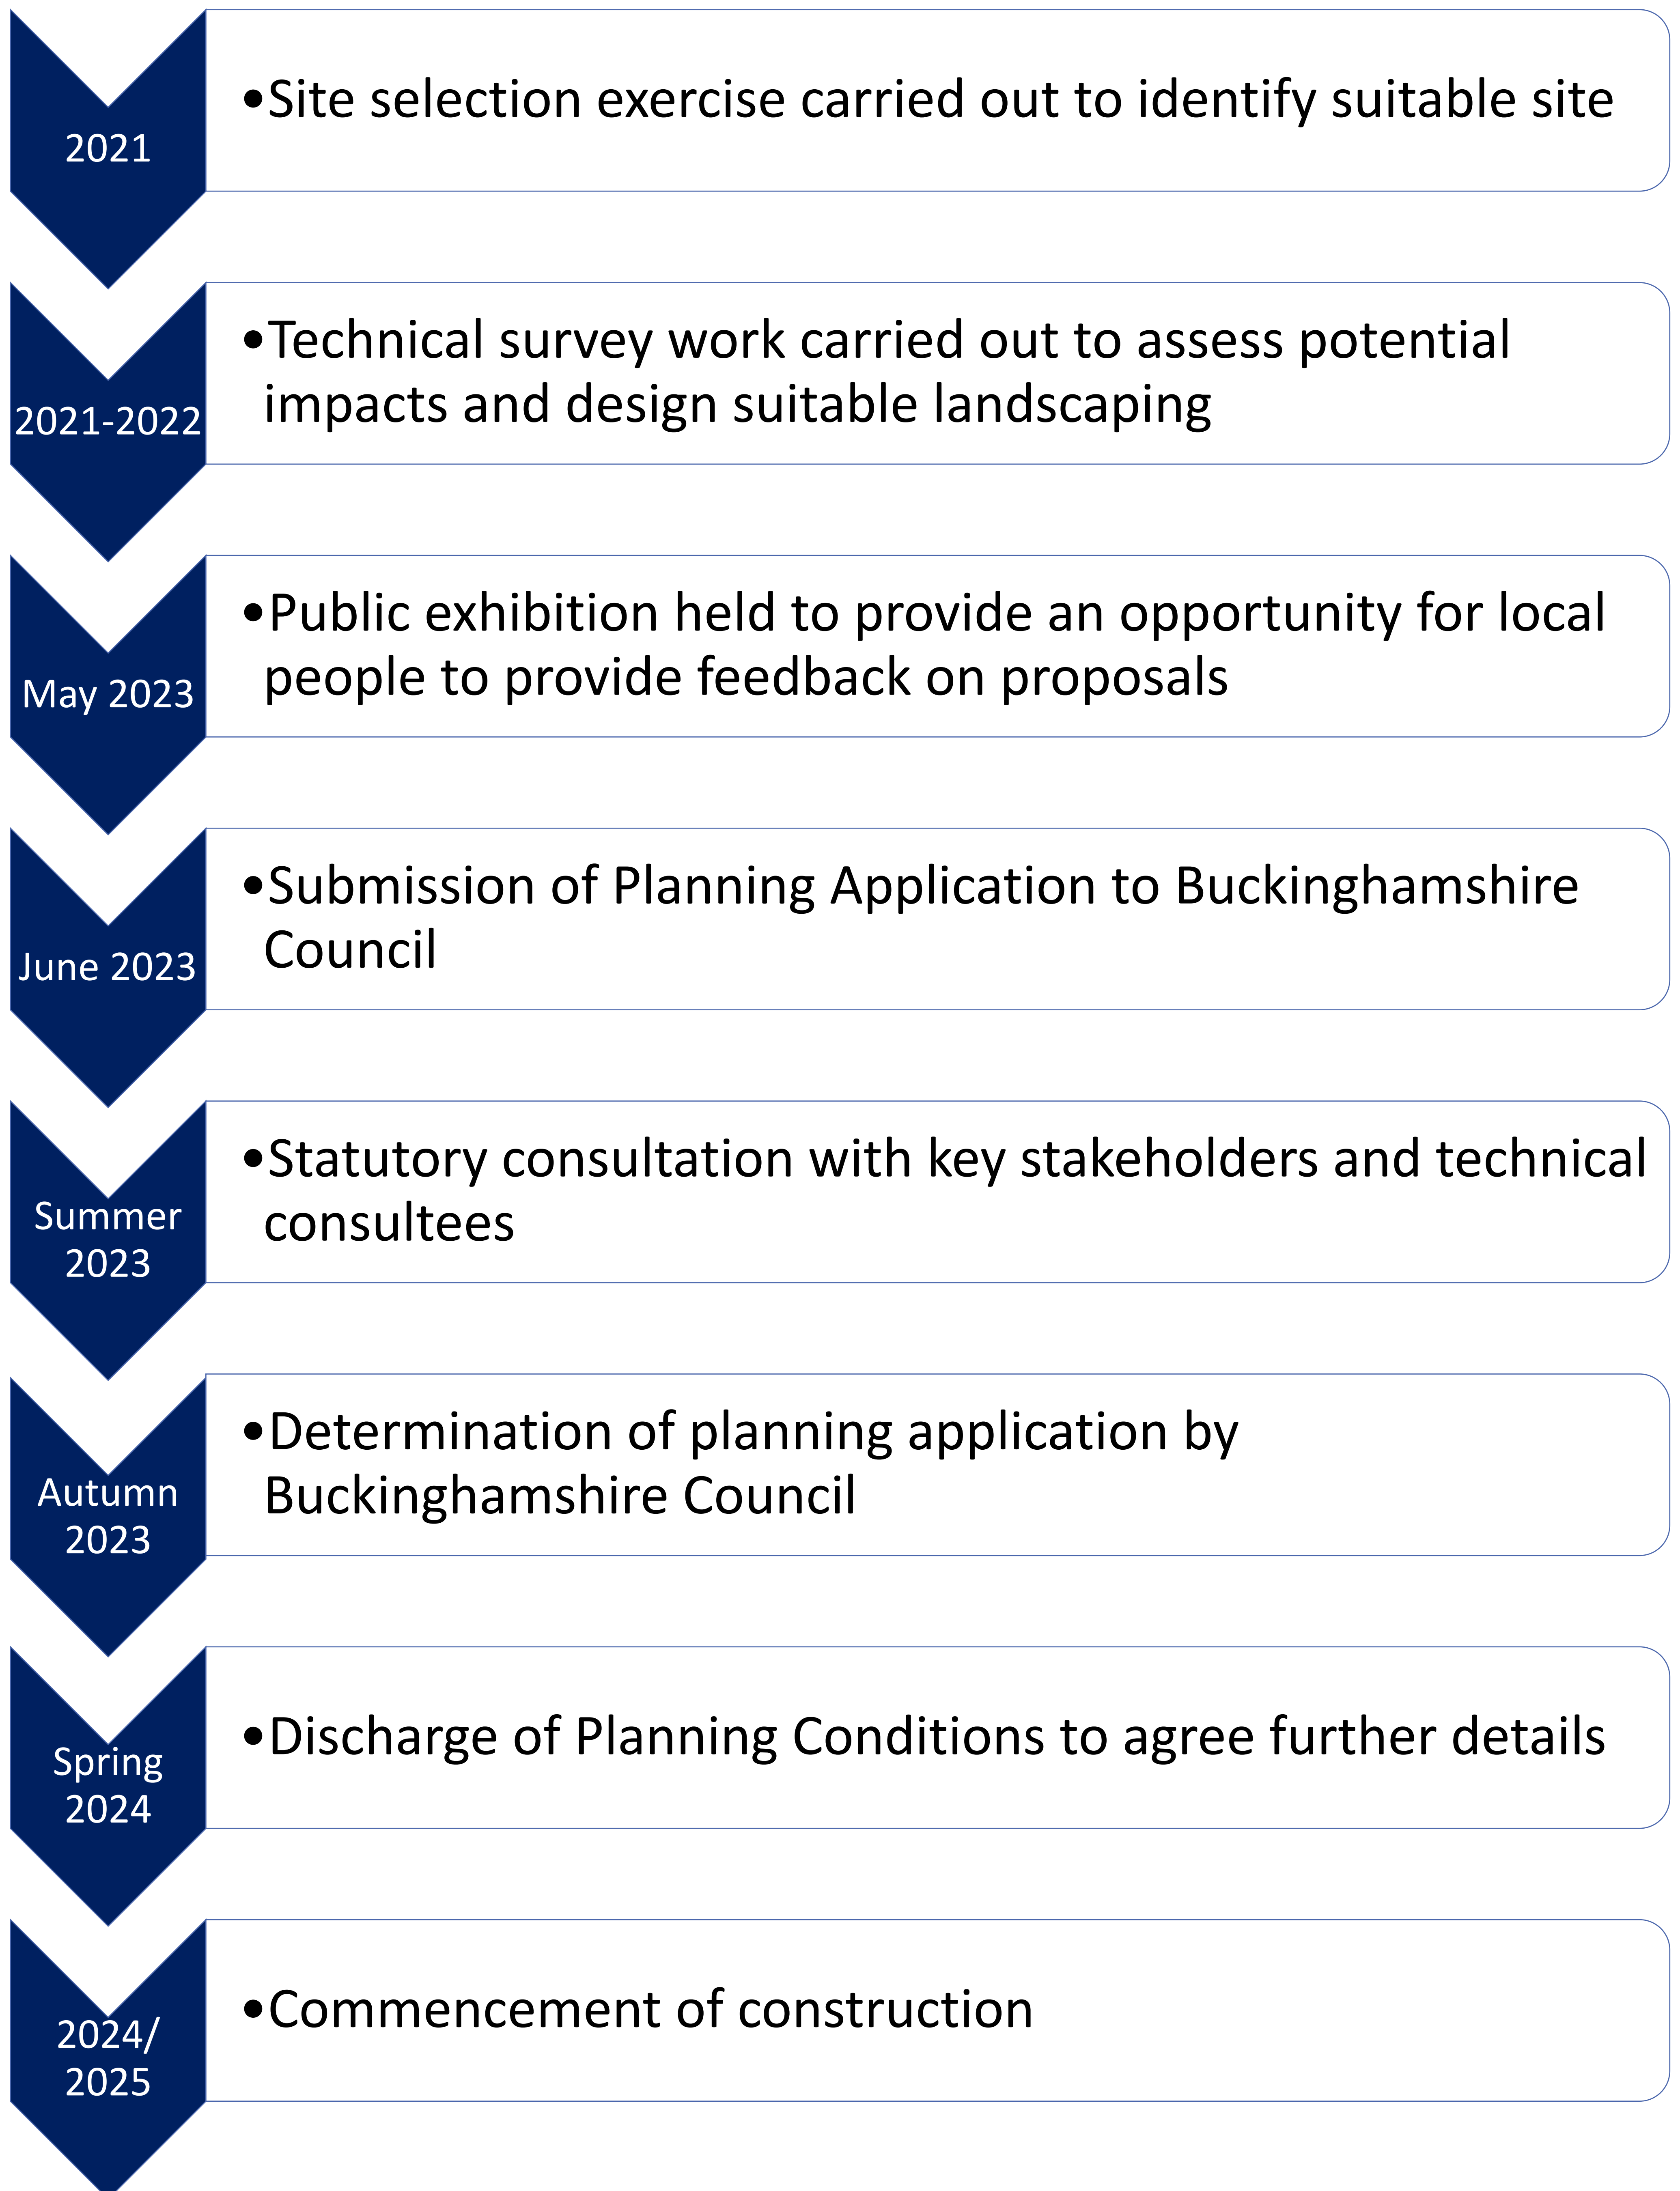 2021
•Site selection exercise carried out to identify suitable site
2021-2022
•Technical survey work carried out to assess potential
impacts and design suitable landscaping
May 2023
•Public exhibition held to provide an opportunity for local
people to provide feedback on proposals
June 2023
•Submission of Planning Application to Buckinghamshire
Council
Summer
2023
•Statutory consultation with key stakeholders and technical
consultees
Autumn
2023
•Determination of planning application by
Buckinghamshire Council
Spring
2024
•Discharge of Planning Conditions to agree further details
2024/
2025
•Commencement of construction